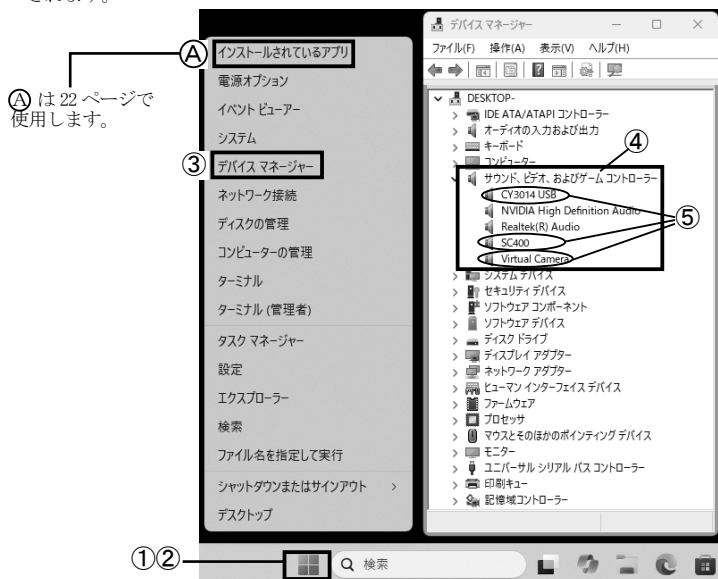 されます。
Ⓐ は 22 ページで
使用します。
Ⓐ
インストールされているアプリ
電源オプション
イベント ビューアー
システム
③
デバイス マネージャー
ネットワーク接続
ディスクの管理
コンピューターの管理
ターミナル
ターミナル (管理者)
タスク マネージャー
設定
エクスプローラー
検索
ファイル名を指定して実行
シャットダウンまたはサインアウト >
デスクトップ
デバイス マネージャー
ファイル(F) 操作(A) 表示(V) ヘルプ(H)
DESKTOP-
IDE ATA/ATAPI コントローラー
オーディオの入力および出力
キーボード
コンピューター
④
サウンド、ビデオ、およびゲーム コントローラー
CY3014 USB
NVIDIA High Definition Audio
⑤
Realtek(R) Audio
SC400
Virtual Camera
システム デバイス
セキュリティ デバイス
ソフトウェア コンポーネント
ソフトウェア デバイス
ディスク ドライブ
ディスプレイ アダプター
ネットワーク アダプター
ヒューマン インターフェイス デバイス
ファームウェア
プロセッサ
マウスとそのほかのポインティング デバイス
モニター
ユニバーサル シリアル バス コントローラー
印刷キュー
記憶域コントローラー
①②
検索